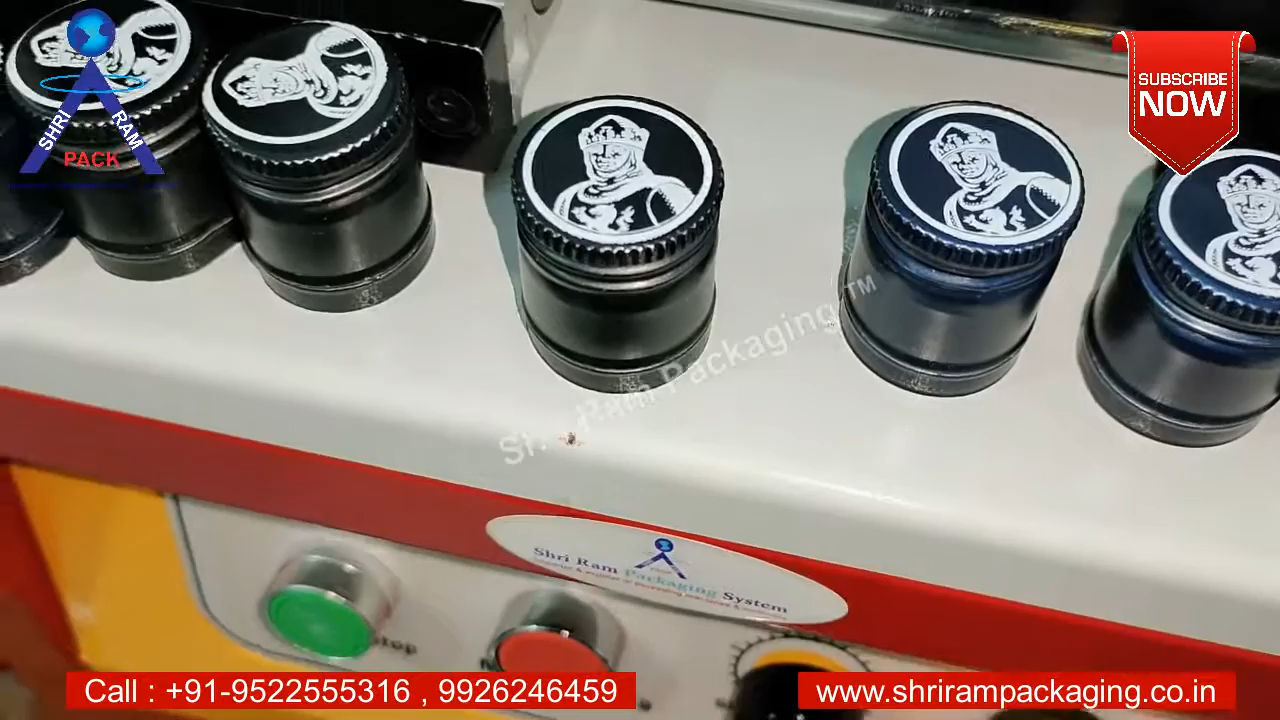 SHRI
RAM
PACK
SUBSCRIBE
NOW
Shri Ram Packaging™
Shri Ram Packaging System
Stop
Call : +91-9522555316 , 9926246459
www.shrirampackaging.co.in